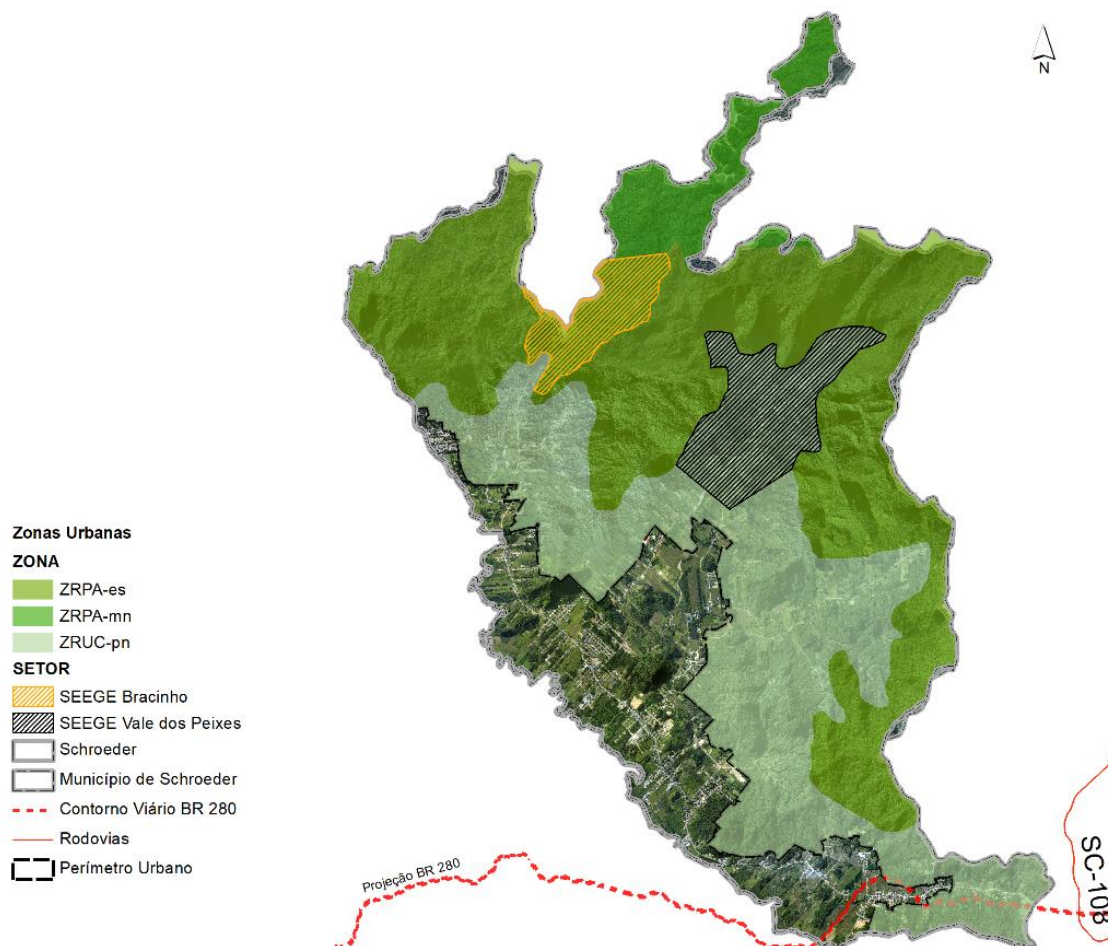 N
Zonas Urbanas
ZONA
ZRPA-es
ZRPA-mn
ZRUC-pn
SETOR
SEEGE Bracinho
SEEGE Vale dos Peixes
Schroeder
Município de Schroeder
Contorno Viário BR 280
Rodovias
Perímetro Urbano
Projeção BR 280
SC-108